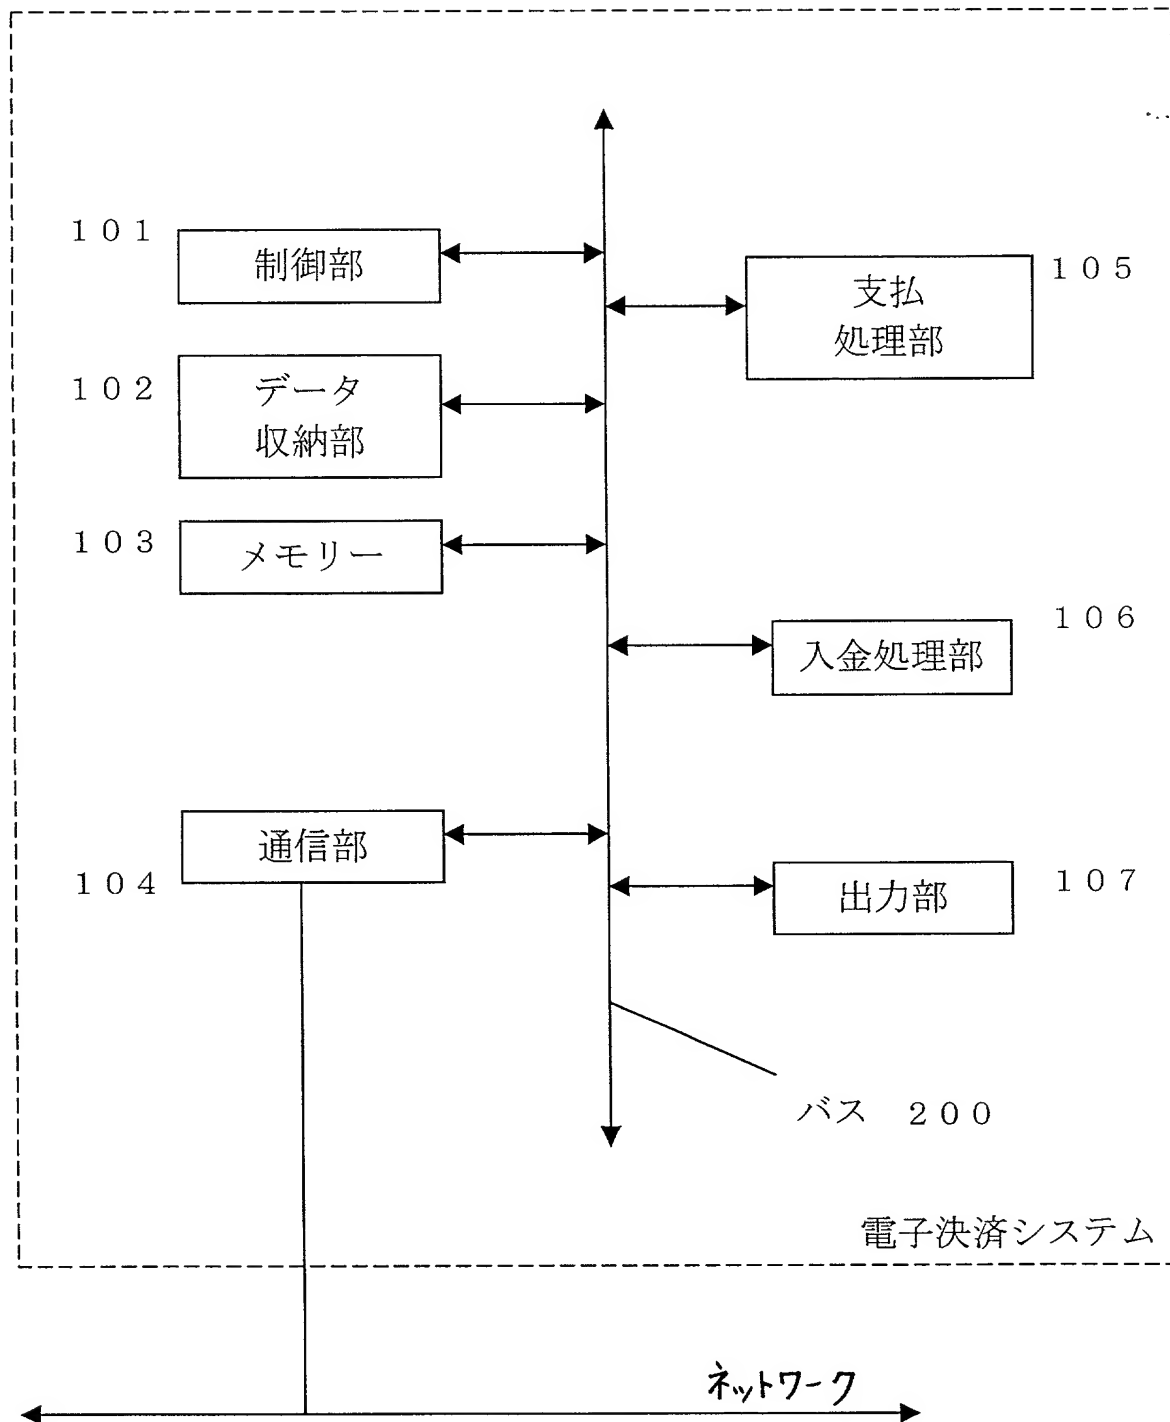 １０１
制御部
１０５
支払
処理部
１０２
データ
収納部
１０３
メモリー
１０６
入金処理部
通信部
１０４
１０７
出力部
バス ２００
電子決済システム
ネットワーク